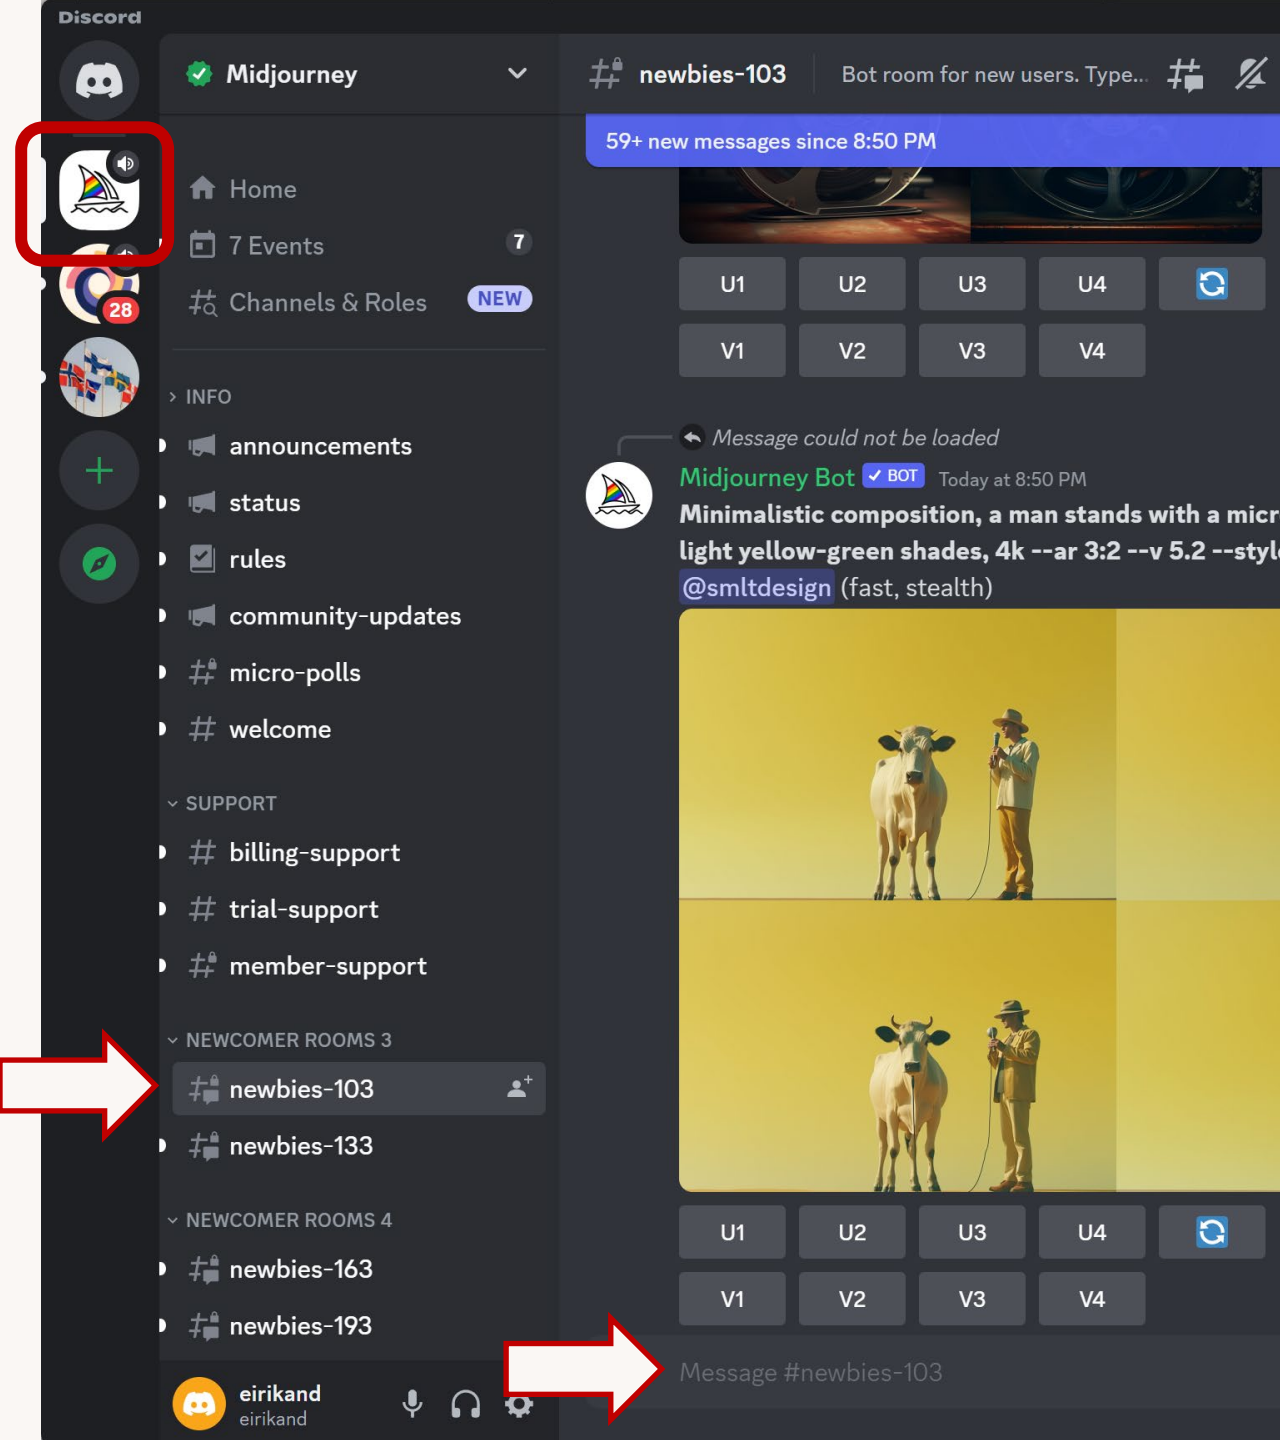 Discord
Midjourney
Home
7 Events
7
Channels & Roles
NEW
28
INFO
announcements
status
rules
community-updates
micro-polls
welcome
SUPPORT
billing-support
trial-support
member-support
NEWCOMER ROOMS 3
newbies-103
newbies-133
NEWCOMER ROOMS 4
newbies-163
newbies-193
eirikand
eirikand
newbies-103
Bot room for new users. Type...
59+ new messages since 8:50 PM
U1 U2 U3 U4
V1 V2 V3 V4
Message could not be loaded
Midjourney Bot ✓ BOT Today at 8:50 PM
Minimalistic composition, a man stands with a micr
light yellow-green shades, 4k --ar 3:2 --v 5.2 --style
@smltdesign (fast, stealth)
U1 U2 U3 U4
V1 V2 V3 V4
Message #newbies-103